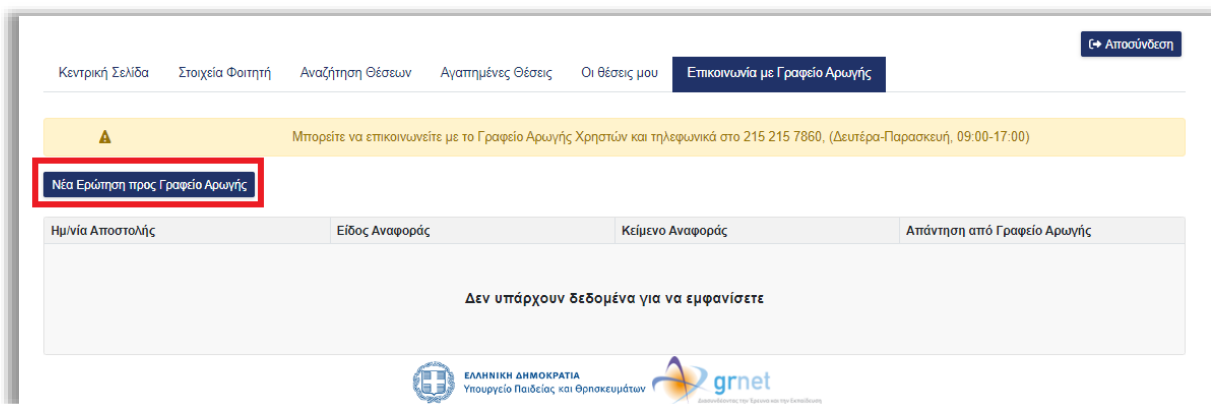 Αποσύνδεση
Κεντρική Σελίδα Στοιχεία Φοιτητή Αναζήτηση Θέσεων Αγαπημένες Θέσεις Οι θέσεις μου Επικοινωνία με Γραφείο Αρωγής
Μπορείτε να επικοινωνείτε με το Γραφείο Αρωγής Χρηστών και τηλεφωνικά στο 215 215 7860, (Δευτέρα-Παρασκευή, 09:00-17:00)
Νέα Ερώτηση προς Γραφείο Αρωγής
Ημ/νία Αποστολής Είδος Αναφοράς Κείμενο Αναφοράς Απάντηση από Γραφείο Αρωγής
Δεν υπάρχουν δεδομένα για να εμφανίσετε
ΕΛΛΗΝΙΚΗ ΔΗΜΟΚΡΑΤΙΑ
Υπουργείο Παιδείας και Θρησκευμάτων
grnet